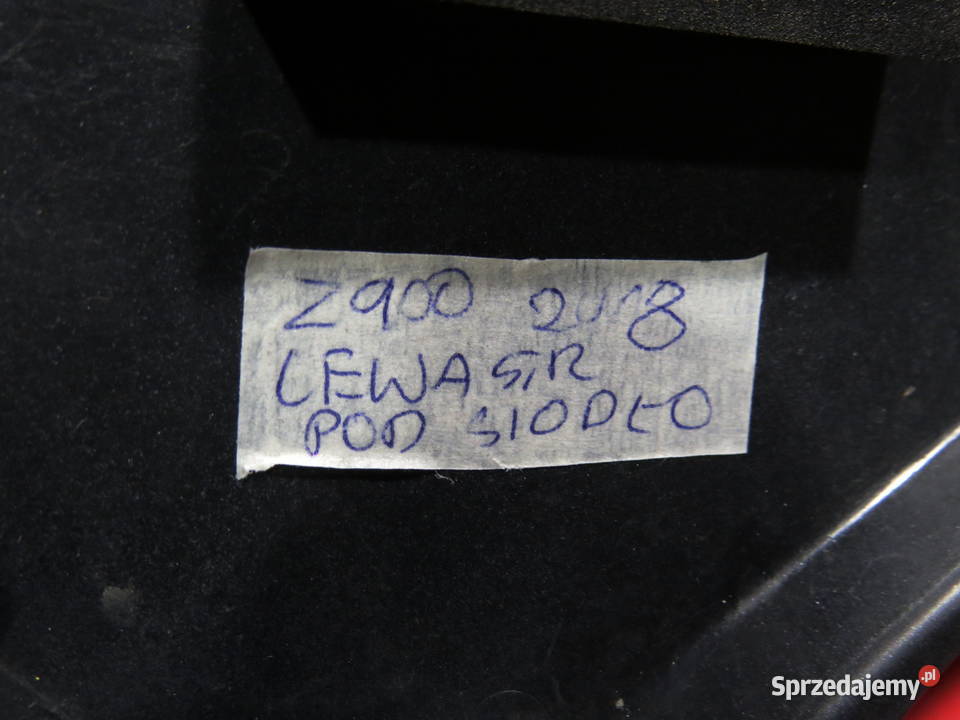 Z900 2018
LEWA STR
POD SIODŁO
Sprzedajemy.pl